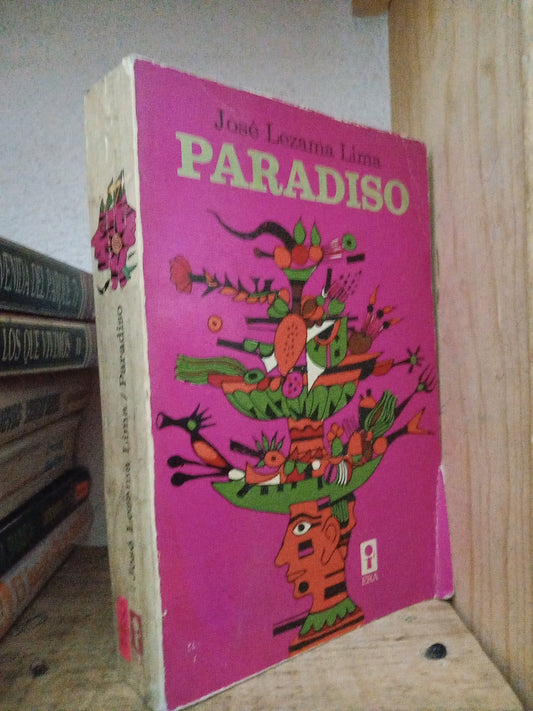 José Lezama Lima
PARADISO
ERA
José Lezama Lima / Paradiso
LOS QUE VIVIMOS